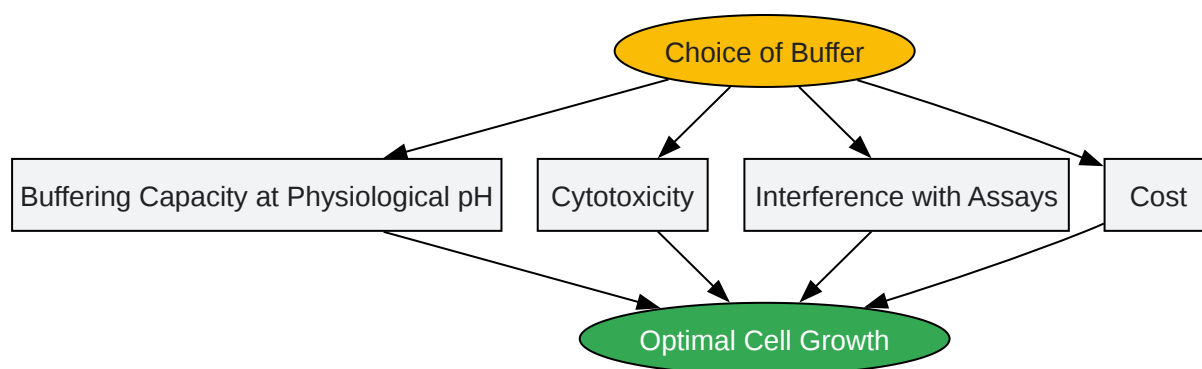 Choice of Buffer
Buffering Capacity at Physiological pH
Cytotoxicity
Interference with Assays
Cost
Optimal Cell Growth